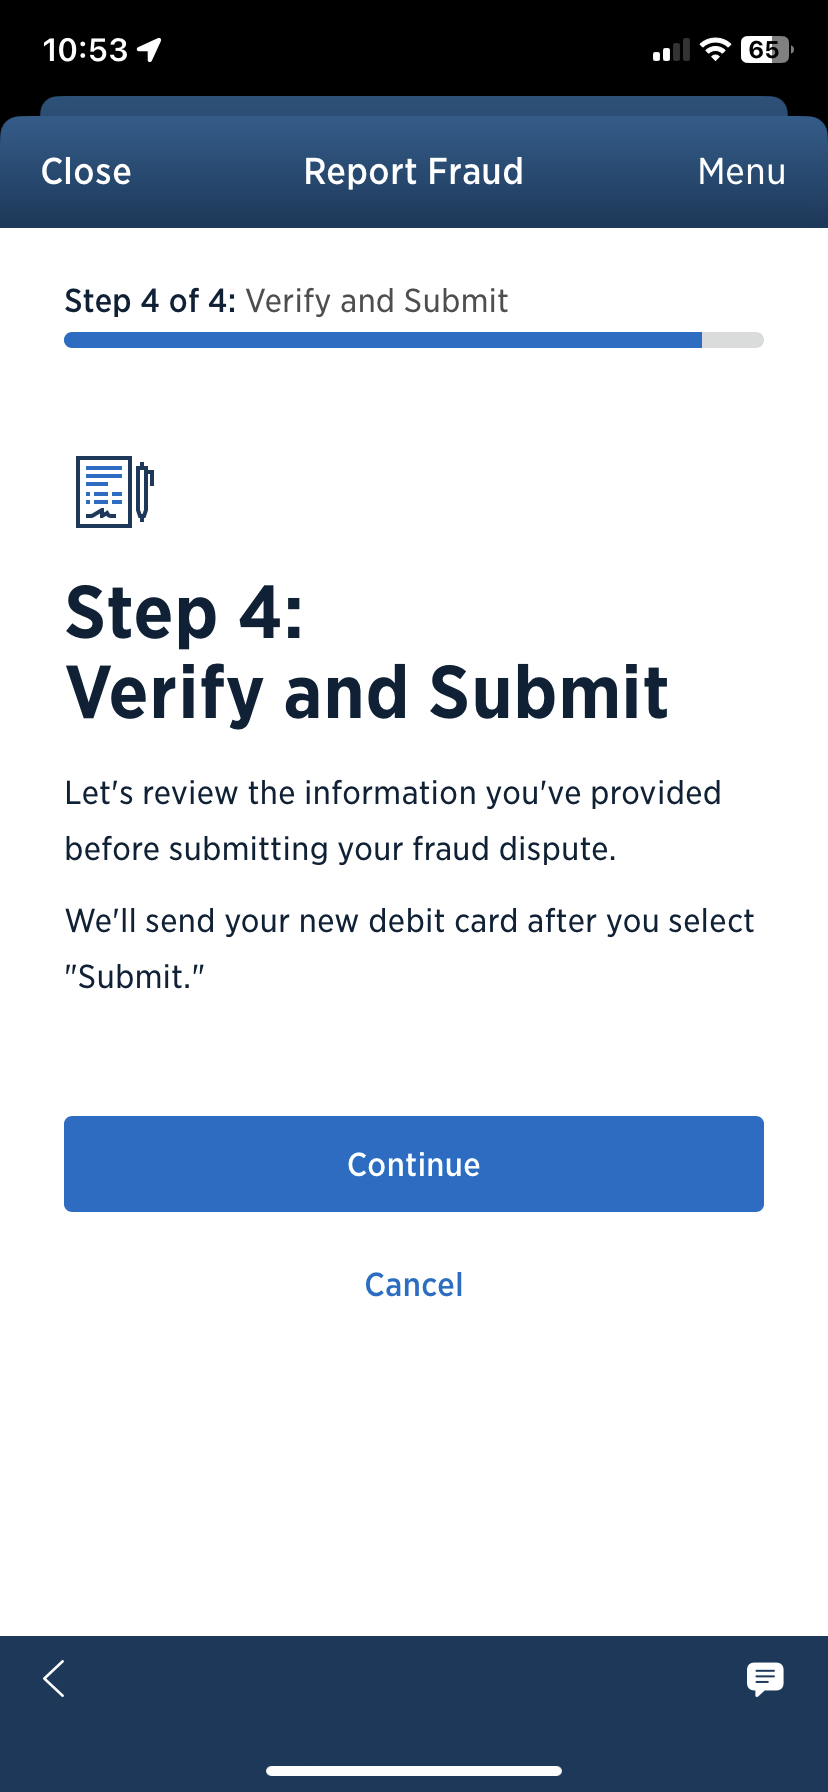 10:53
65
Close Report Fraud Menu
Step 4 of 4: Verify and Submit
Step 4:
Verify and Submit
Let's review the information you've provided
before submitting your fraud dispute.
We'll send your new debit card after you select
"Submit."
Continue
Cancel